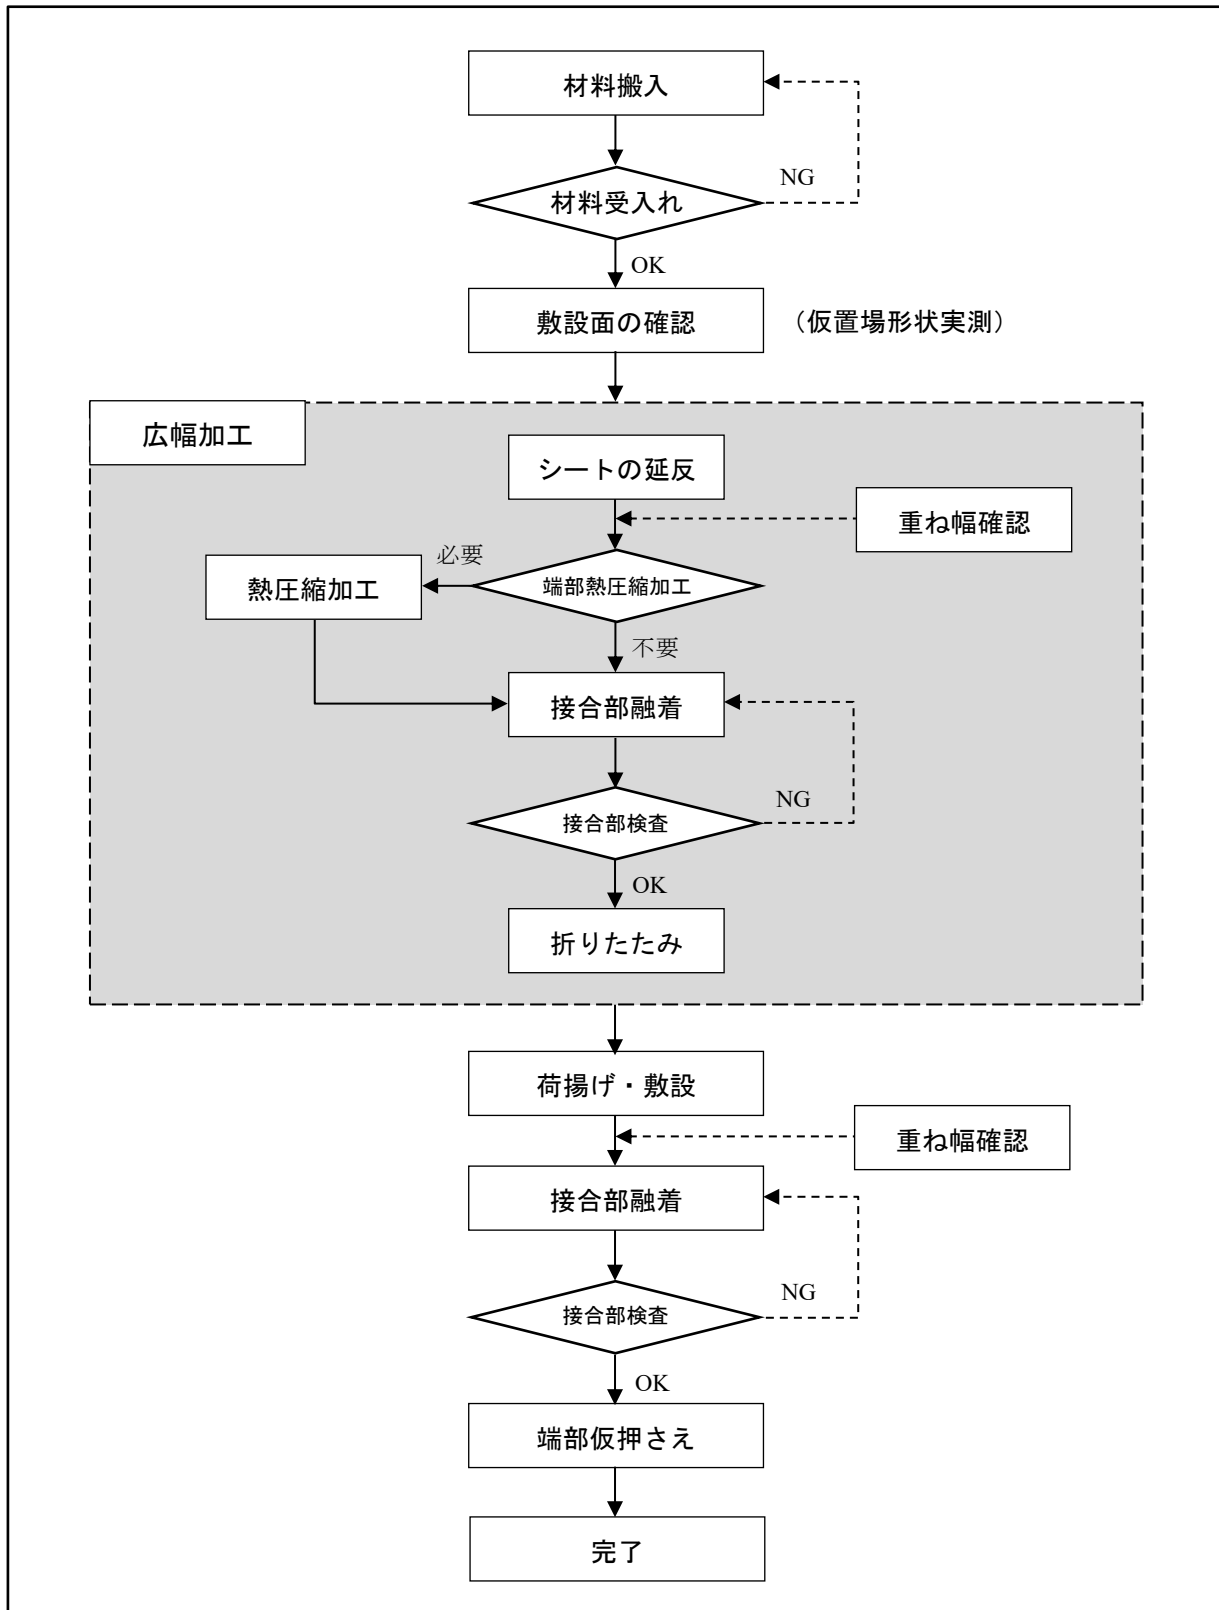 材料搬入
NG
材料受入れ
OK
敷設面の確認
（仮置場形状実測）
広幅加工
シートの延反
重ね幅確認
必要
熱圧縮加工
端部熱圧縮加工
不要
接合部融着
NG
接合部検査
OK
折りたたみ
荷揚げ・敷設
重ね幅確認
接合部融着
NG
接合部検査
OK
端部仮押さえ
完了